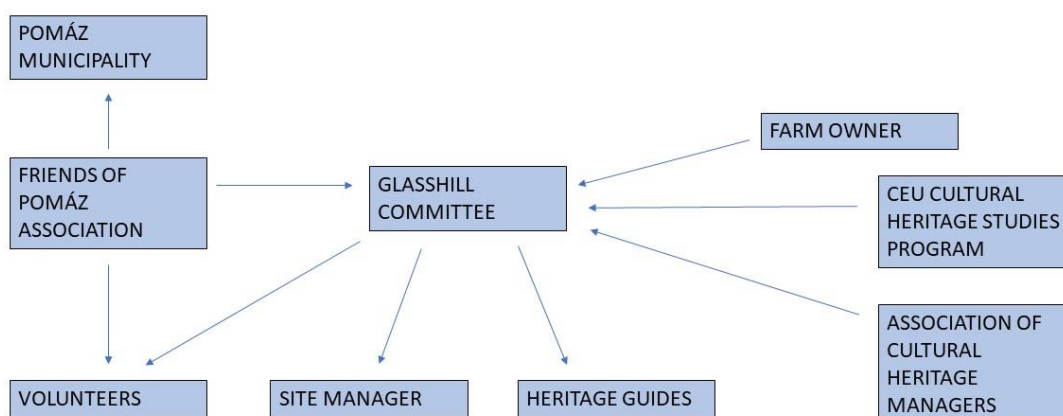 POMÁZ
MUNICIPALITY
FARM OWNER
FRIENDS OF
POMÁZ
ASSOCIATION
GLASSHILL
COMMITTEE
CEU CULTURAL
HERITAGE STUDIES
PROGRAM
ASSOCIATION OF
CULTURAL
HERITAGE
MANAGERS
VOLUNTEERS
SITE MANAGER
HERITAGE GUIDES